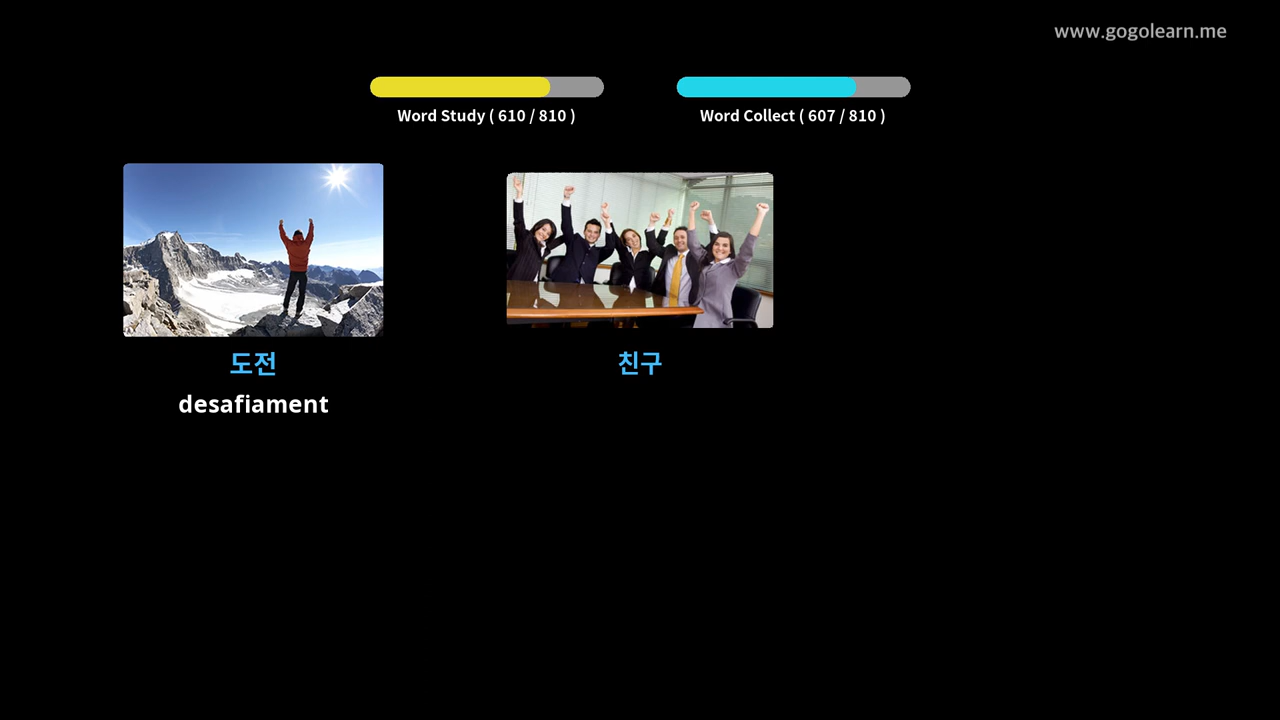 www.gogolearn.me
Word Study ( 610 / 810 )
Word Collect ( 607 / 810 )
도전
desafiament
친구